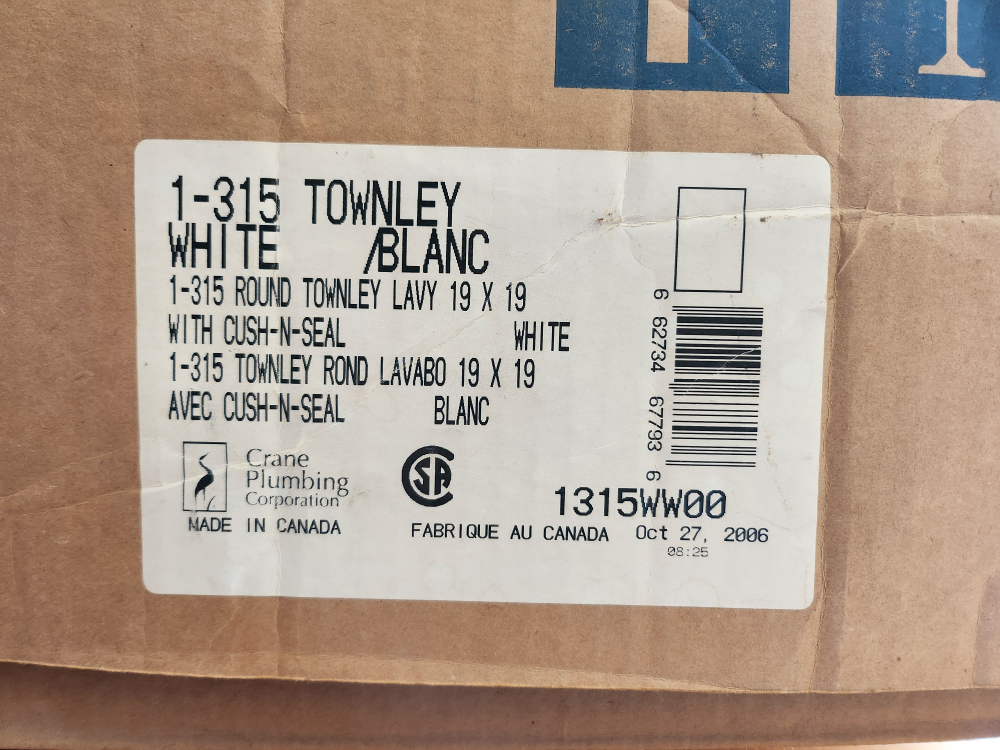 1-315 TOWNLEY
WHITE /BLANC
1-315 ROUND TOWNLEY LAVY 19 X 19
WITH CUSH-N-SEAL WHITE
1-315 TOWNLEY ROND LAVABO 19 X 19
AVEC CUSH-N-SEAL BLANC
6 62734 67793 6
Crane
Plumbing
Corporation
CSA
1315WW00
MADE IN CANADA
FABRIQUE AU CANADA Oct 27, 2006
08:25